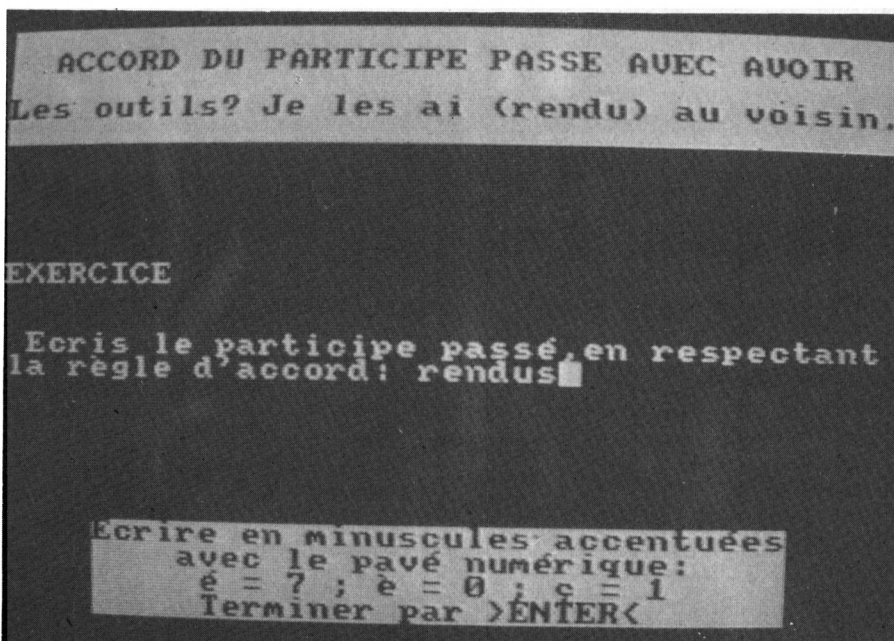 ACCORD DU PARTICIPE PASSE AVEC AVOIR
Les outils? Je les ai (rendu) au voisin.
EXERCICE
Ecris le participe passé,en respectant
la règle d'accord: rendus
Ecrire en minuscules accentuées
avec le pavé numérique:
é = 7 ; è = 0 ; ç = 1
Terminer par >ENTER<